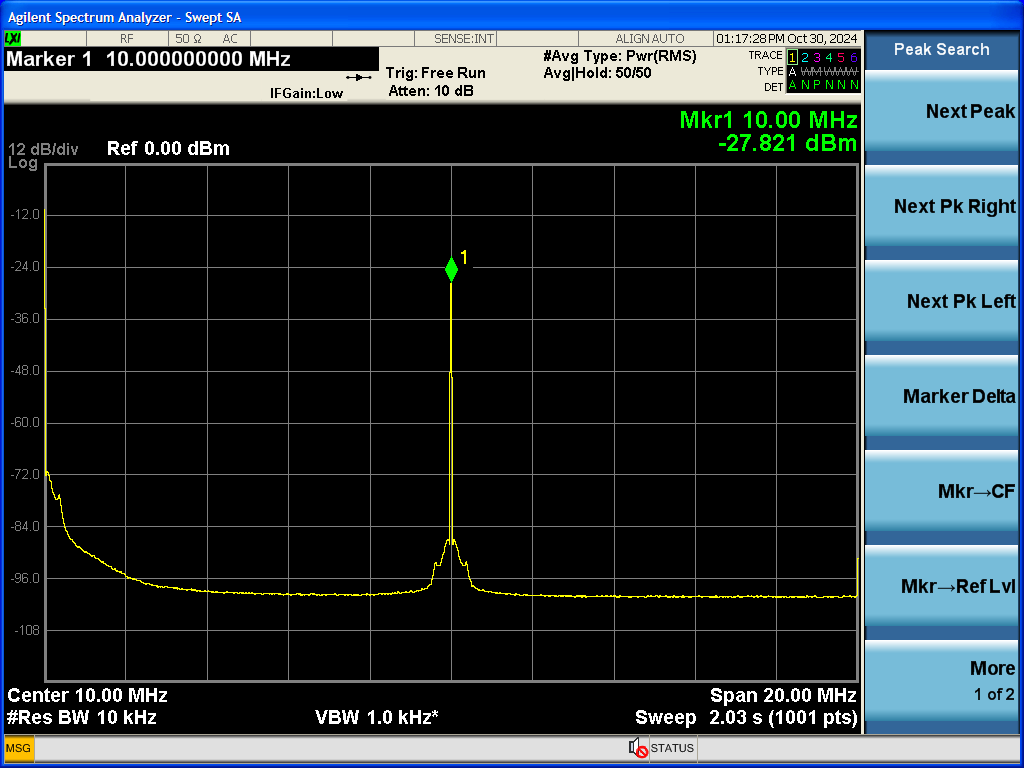 Agilent Spectrum Analyzer - Swept SA
LXI RF 50 Ω AC SENSE:INT ALIGN AUTO 01:17:28 PM Oct 30, 2024
Marker 1 10.000000000 MHz
IFGain:Low
Trig: Free Run
Atten: 10 dB
#Avg Type: Pwr(RMS)
Avg|Hold: 50/50
TRACE 1 2 3 4 5 6
TYPE A WMWWWW
DET A N P N N N
Mkr1 10.00 MHz
-27.821 dBm
12 dB/div Ref 0.00 dBm
Log
-12.0
-24.0
-36.0
-48.0
-60.0
-72.0
-84.0
-96.0
-108
1
Center 10.00 MHz Span 20.00 MHz
#Res BW 10 kHz VBW 1.0 kHz* Sweep 2.03 s (1001 pts)
MSG STATUS
Peak Search
Next Peak
Next Pk Right
Next Pk Left
Marker Delta
Mkr→CF
Mkr→Ref Lvl
More
1 of 2